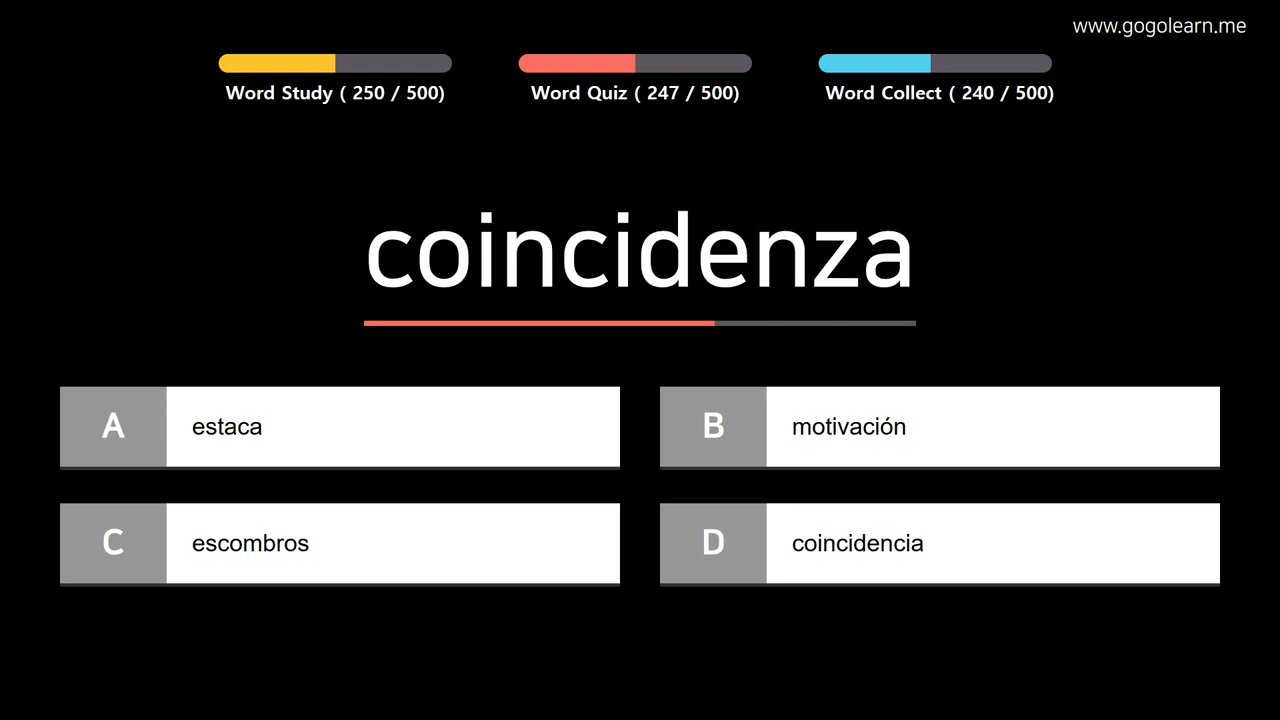 www.gogolearn.me
Word Study ( 250 / 500)
Word Quiz ( 247 / 500)
Word Collect ( 240 / 500)
coincidenza
A estaca
B motivación
C escombros
D coincidencia